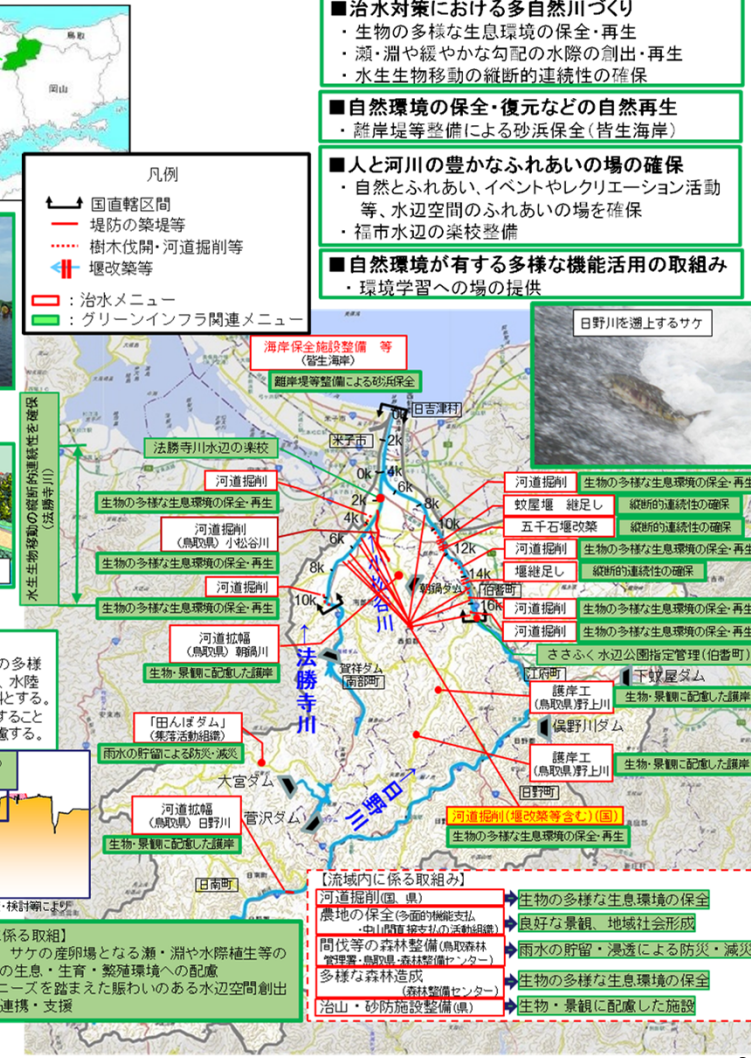 ■治水対策における多自然川づくり
・生物の多様な生息環境の保全・再生
・瀬・淵や緩やかな勾配の水際の創出・再生
・水生生物移動の縦断的連続性の確保
■自然環境の保全・復元などの自然再生
・離岸堤等整備による砂浜保全(皆生海岸)
■人と河川の豊かなふれあいの場の確保
・自然とふれあい、イベントやレクリエーション活動
等、水辺空間のふれあいの場を確保
・福市水辺の楽校整備
■自然環境が有する多様な機能活用の取組み
・環境学習への場の提供
鳥取
岡山
凡例
国直轄区間
堤防の築堤等
樹木伐開・河道掘削等
堰改築等
:治水メニュー
:グリーンインフラ関連メニュー
日野川を遡上するサケ
海岸保全施設整備 等
(皆生海岸)
離岸堤等整備による砂浜保全
日吉津村
米子市
0k
2k
4k
6k
8k
10k
12k
14k
16k
0k
2k
4k
6k
8k
10k
水生生物移動の縦断的連続性を確保
(法勝寺川)
法勝寺川水辺の楽校
河道掘削
生物の多様な生息環境の保全・再生
河道掘削
(鳥取県)小松谷川
生物の多様な生息環境の保全・再生
河道掘削
生物の多様な生息環境の保全・再生
河道拡幅
(鳥取県) 朝鍋川
生物・景観に配慮した護岸
「田んぼダム」
(集落活動組織)
雨水の貯留による防災・減災
河道拡幅
(鳥取県) 日野川
生物・景観に配慮した護岸
河道掘削
生物の多様な生息環境の保全・再生
蚊屋堰 継足し
縦断的連続性の確保
五千石堰改築
縦断的連続性の確保
河道掘削
生物の多様な生息環境の保全・再生
堰継足し
縦断的連続性の確保
河道掘削
生物の多様な生息環境の保全・再生
河道掘削
生物の多様な生息環境の保全・再生
ささふく水辺公園指定管理(伯耆町)
護岸工
(鳥取県)野上川
生物・景観に配慮した護岸
護岸工
(鳥取県)野上川
生物・景観に配慮した護岸
河道掘削(堰改築等含む)(国)
生物の多様な生息環境の保全・再生
←小松谷川
朝鍋ダム
伯耆町
←法勝寺川
賀祥ダム
南部町
江府町
下蚊屋ダム
俣野川ダム
日野川→
日野町
大宮ダム
菅沢ダム
日南町
の多様
、水陸
とする。
すること
慮する。
・検討等により
係る取組】
サケの産卵場となる瀬・淵や水際植生等の
の生息・生育・繁殖環境への配慮
ニーズを踏まえた賑わいのある水辺空間創出
連携・支援
【流域内に係る取組み】
河道掘削(国、県)
生物の多様な生息環境の保全
農地の保全(多面的機能支払
・中山間直接支払の活動組織)
良好な景観、地域社会形成
間伐等の森林整備(鳥取森林
管理署・鳥取県・森林整備センター)
雨水の貯留・浸透による防災・減災
多様な森林造成
(森林整備センター)
生物の多様な生息環境の保全
治山・砂防施設整備(県)
生物・景観に配慮した施設